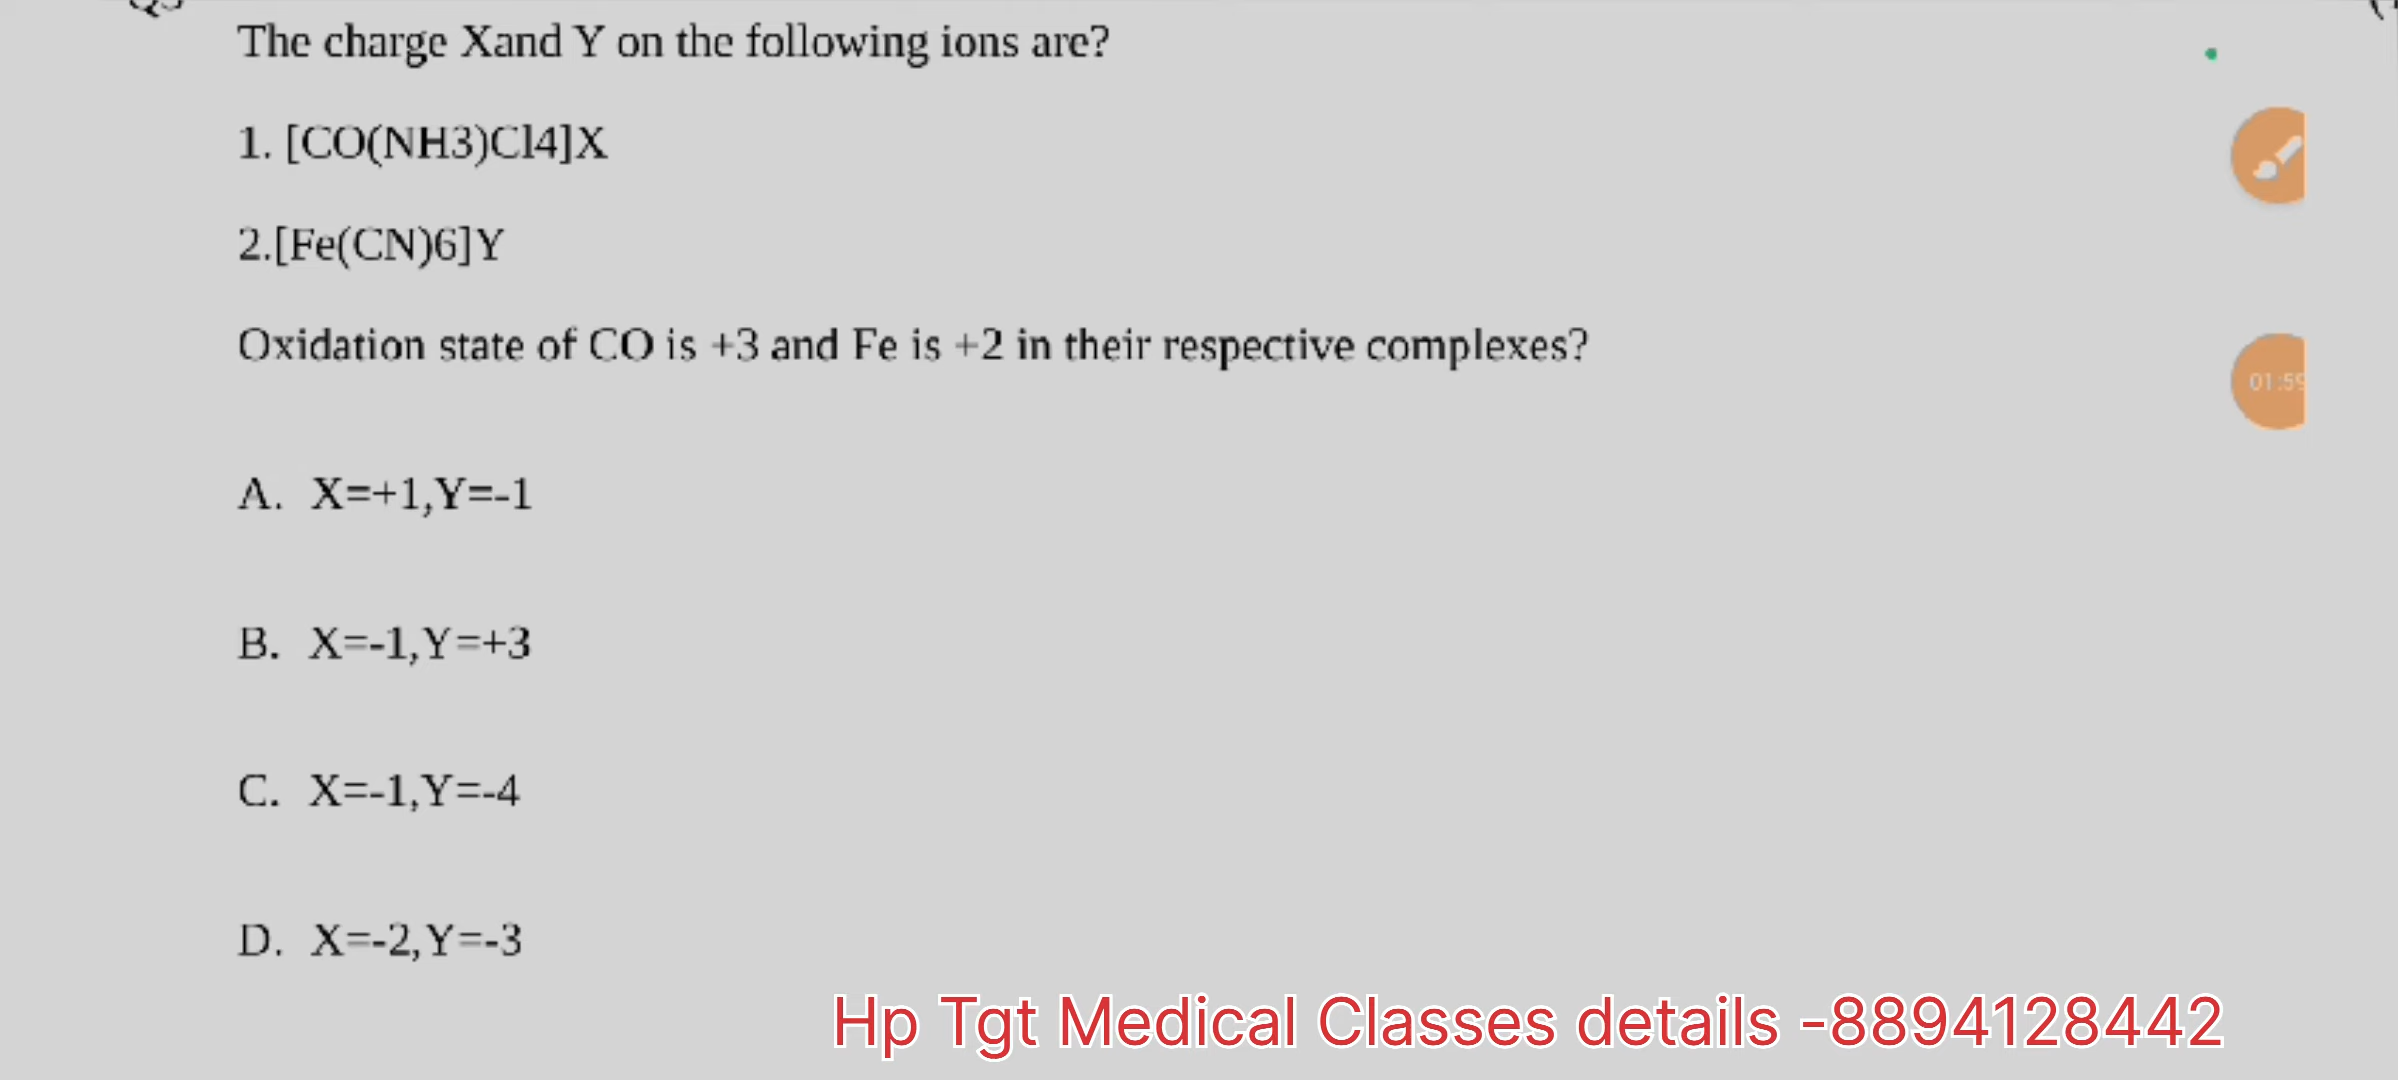 The charge Xand Y on the following ions are?
1. [CO(NH3)Cl4]X
2.[Fe(CN)6]Y
Oxidation state of CO is +3 and Fe is +2 in their respective complexes?
01:59
A. X=+1,Y=-1
B. X=-1,Y=+3
C. X=-1,Y=-4
D. X=-2,Y=-3
Hp Tgt Medical Classes details -8894128442